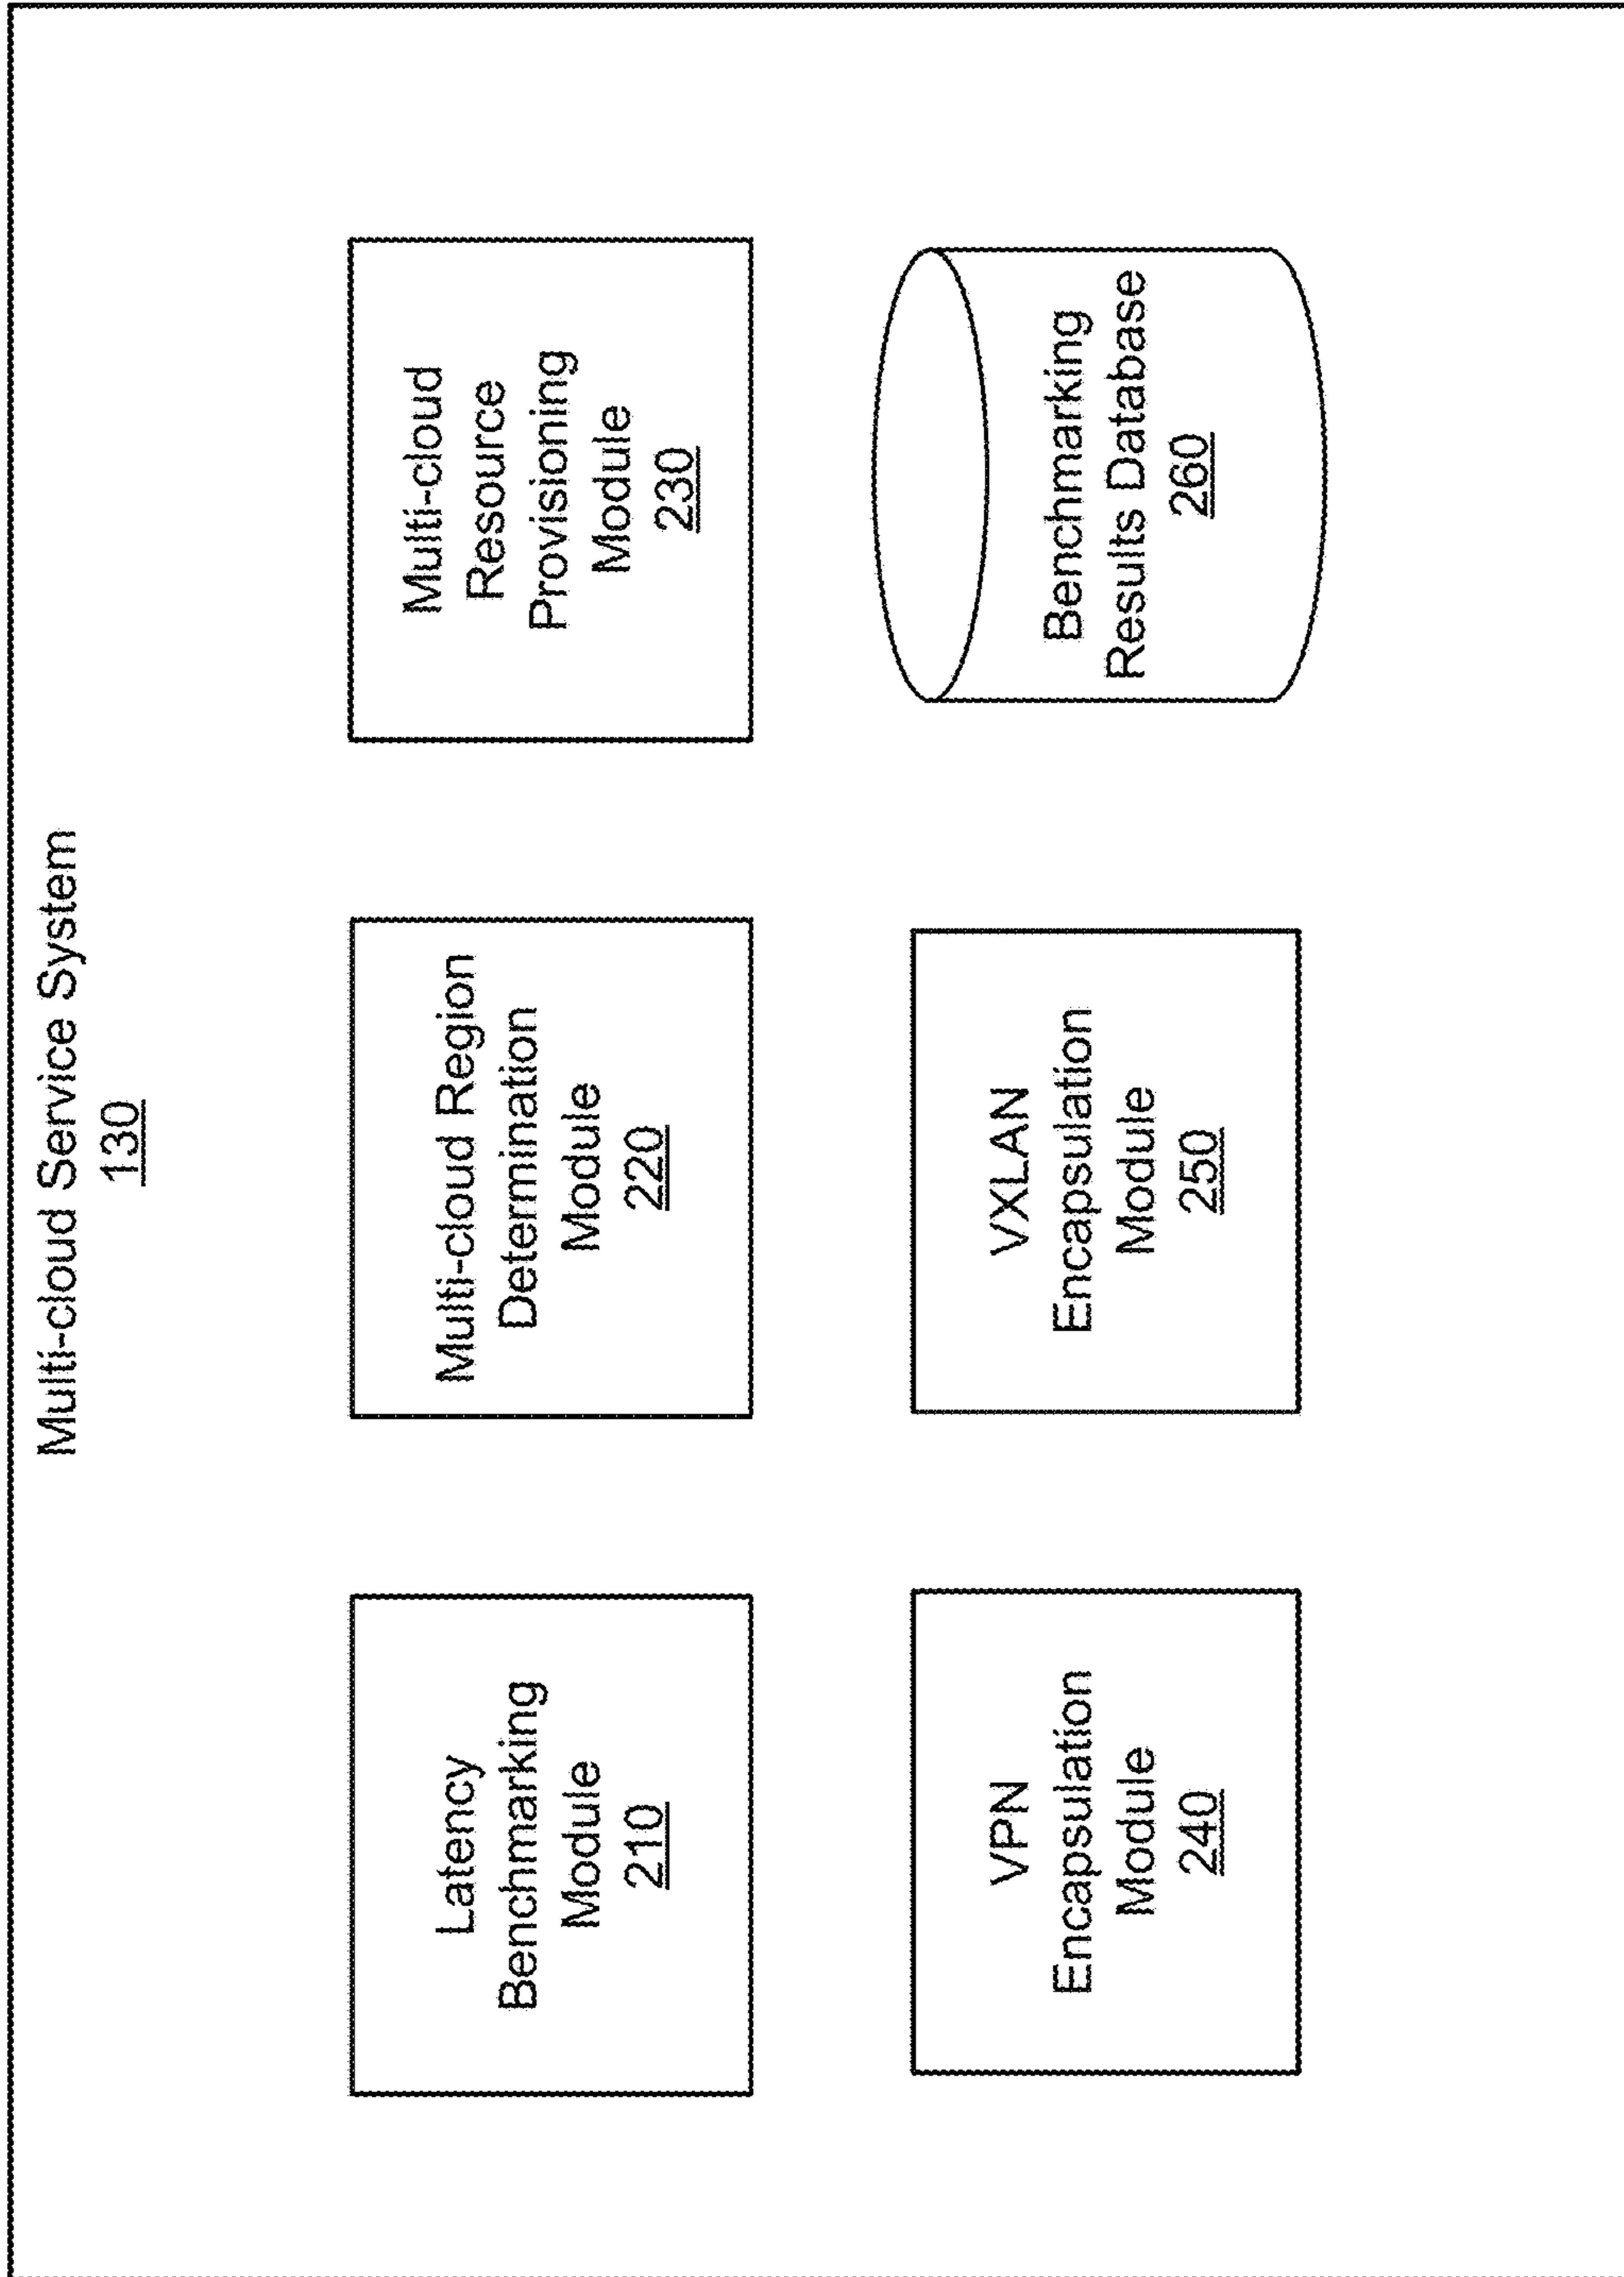 Multi-cloud Service System
130
Latency
Benchmarking
Module
210
Multi-cloud Region
Determination
Module
220
Multi-cloud
Resource
Provisioning
Module
230
VPN
Encapsulation
Module
240
VXLAN
Encapsulation
Module
250
Benchmarking
Results Database
260